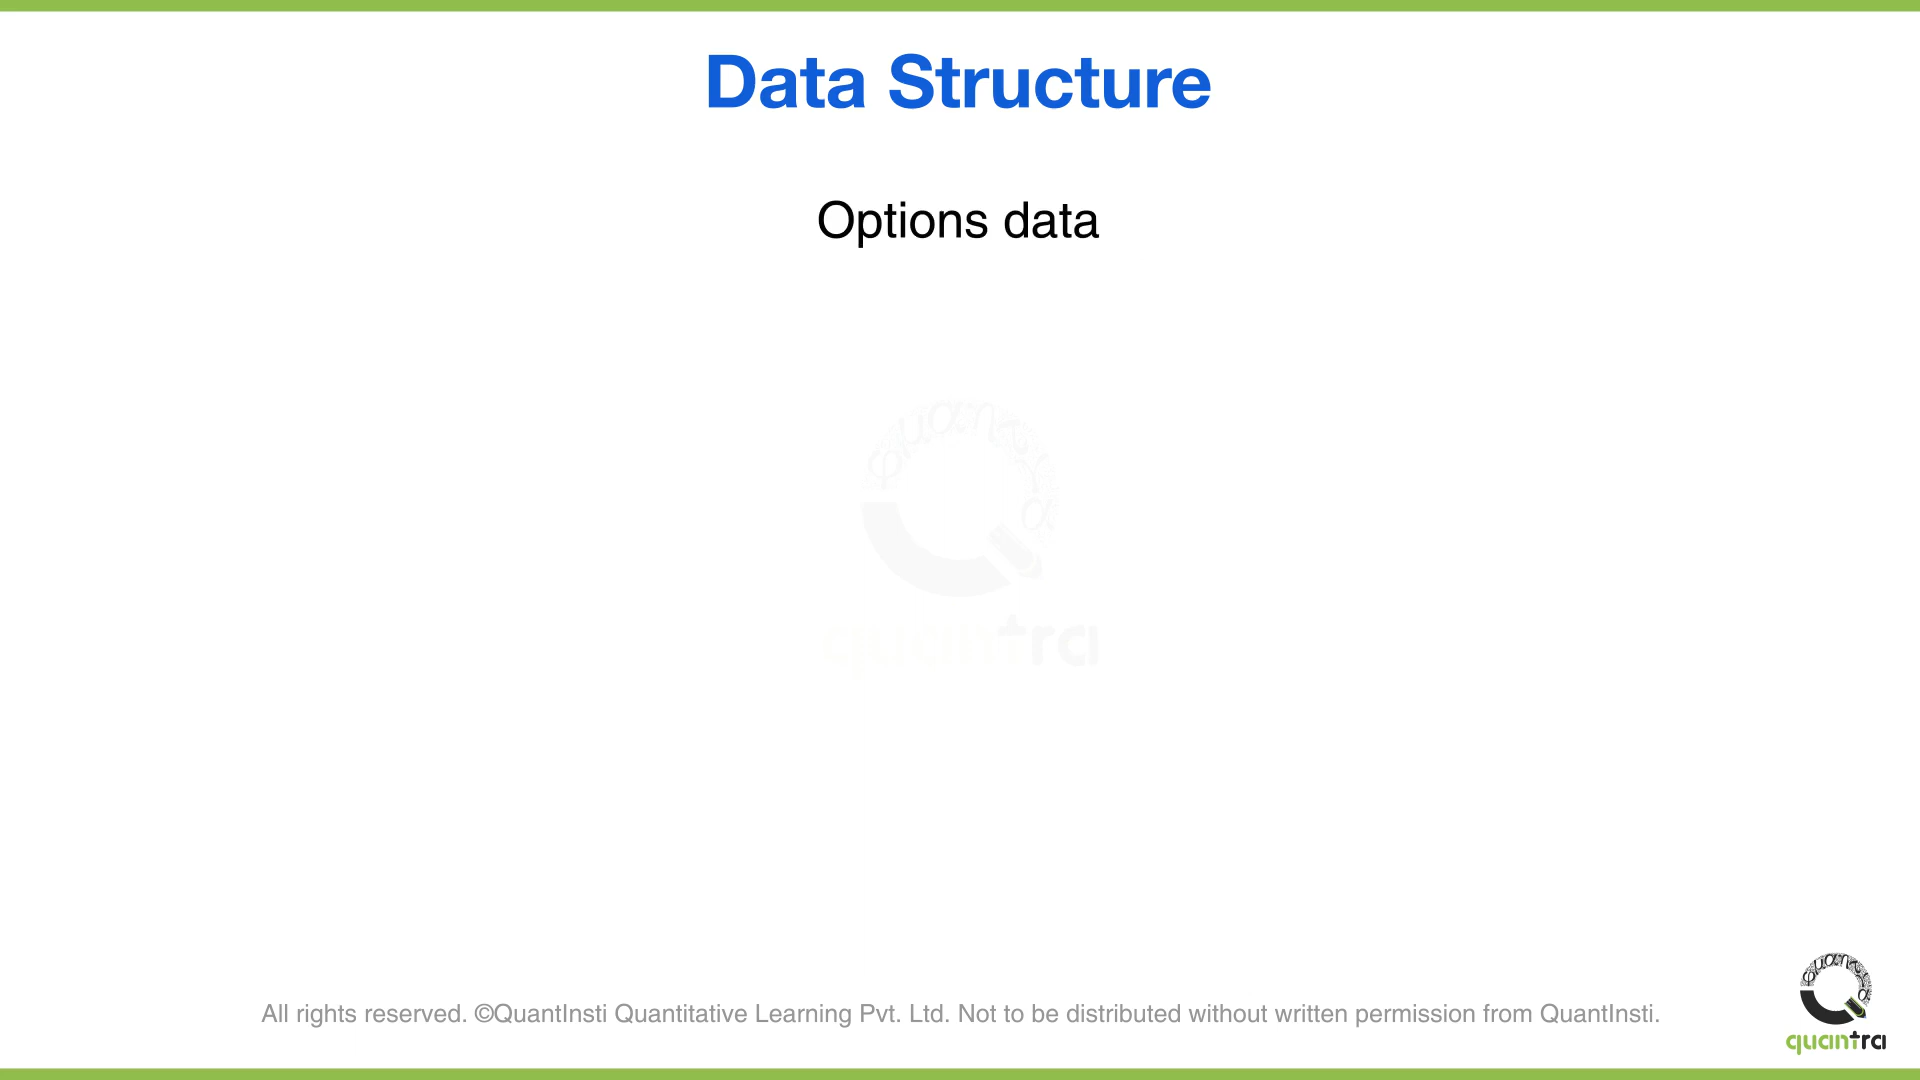 Data Structure
Options data
quantra
All rights reserved. ©QuantInsti Quantitative Learning Pvt. Ltd. Not to be distributed without written permission from QuantInsti.
quantra